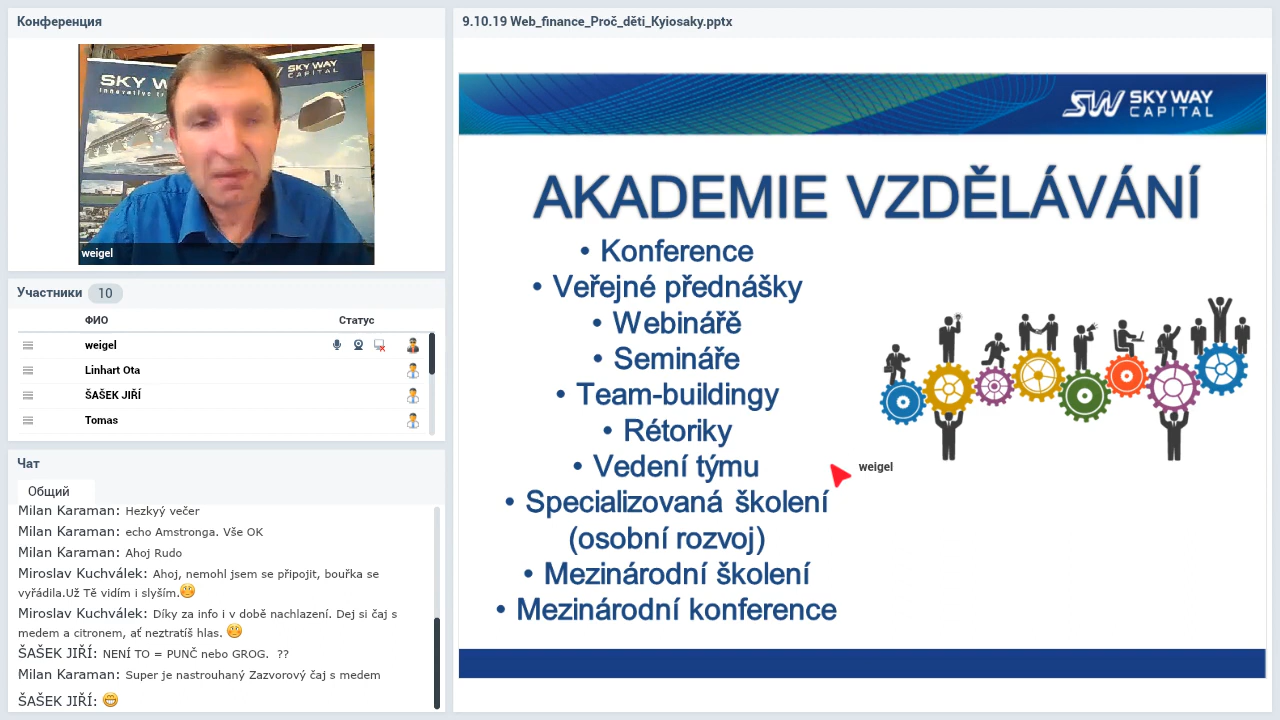 Конференция
SKY W
innovative tr
SKY WAY
CAPITAL
weigel
Участники 10
ФИО Статус
weigel
Linhart Ota
ŠAŠEK JIŘÍ
Tomas
Чат
Общий
Milan Karaman: Hezkyý večer
Milan Karaman: echo Amstronga. Vše OK
Milan Karaman: Ahoj Rudo
Miroslav Kuchválek: Ahoj, nemohl jsem se připojit, bouřka se
vyřádila.Už Tě vidím i slyším.
Miroslav Kuchválek: Díky za info i v době nachlazení. Dej si čaj s
medem a citronem, ať neztratíš hlas.
ŠAŠEK JIŘÍ: NENÍ TO = PUNČ nebo GROG. ??
Milan Karaman: Super je nastrouhaný Zazvorový čaj s medem
ŠAŠEK JIŘÍ:
9.10.19 Web_finance_Proč_děti_Kyiosaky.pptx
SW SKY WAY
CAPITAL
AKADEMIE VZDĚLÁVÁNÍ
• Konference
• Veřejné přednášky
• Webinářě
• Semináře
• Team-buildingy
• Rétoriky
• Vedení týmu
• Specializovaná školení
(osobní rozvoj)
• Mezinárodní školení
• Mezinárodní konference
weigel